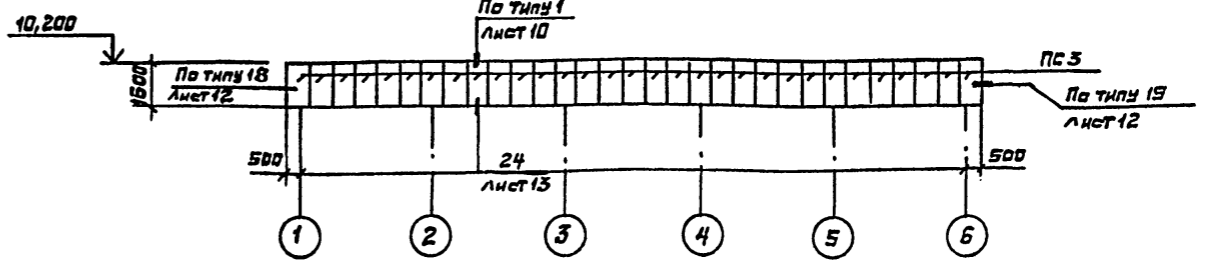 По типу 1
Лист 10
10,200
По типу 18
Лист 12
1600
ПС 3
По типу 19
Лист 12
500
24
Лист 13
500
1
2
3
4
5
6